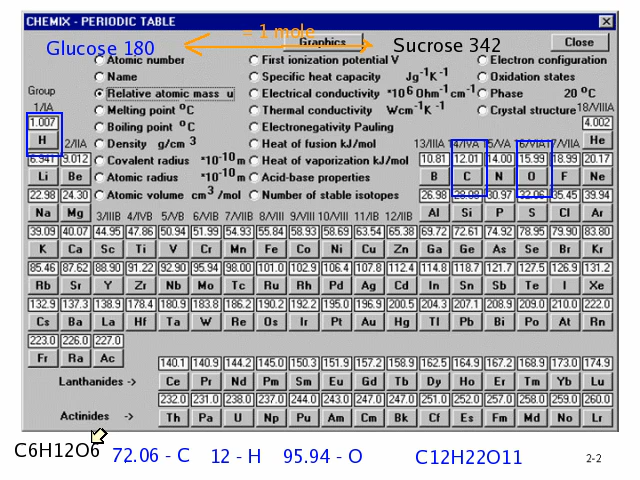 CHEMIX - PERIODIC TABLE
= 1 mole
Glucose 180
Sucrose 342
Graphics
Close
Atomic number
First ionization potential V
Electron configuration
Name
Specific heat capacity Jg-1K-1
Oxidation states
Relative atomic mass u
Electrical conductivity *10 6 Ohm-1cm-1
Phase 20 °C
Melting point °C
Thermal conductivity Wcm-1K-1
Crystal structure
Boiling point °C
Electronegativity Pauling
Density g/cm 3
Heat of fusion kJ/mol
Covalent radius *10-10 m
Heat of vaporization kJ/mol
Atomic radius *10-10 m
Acid-base properties
Atomic volume cm3/mol
Number of stable isotopes
Group
1/IA 18/VIIIA
1.007 4.002
H He
2/IIA 13/IIIA 14/IVA 15/VA 16/VIA 17/VIIA
6.941 9.012 10.81 12.01 14.00 15.99 18.99 20.17
Li Be B C N O F Ne
22.98 24.30 26.98 28.08 30.97 32.06 35.45 39.94
Na Mg 3/IIIB 4/IVB 5/VB 6/VIB 7/VIIB 8/VIII 9/VIII 10/VIII 11/IB 12/IIB Al Si P S Cl Ar
39.09 40.07 44.95 47.86 50.94 51.99 54.93 55.84 58.93 58.69 63.54 65.38 69.72 72.61 74.92 78.95 79.90 83.80
K Ca Sc Ti V Cr Mn Fe Co Ni Cu Zn Ga Ge As Se Br Kr
85.46 87.62 88.90 91.22 92.90 95.94 98.00 101.0 102.9 106.4 107.8 112.4 114.8 118.7 121.7 127.5 126.9 131.2
Rb Sr Y Zr Nb Mo Tc Ru Rh Pd Ag Cd In Sn Sb Te I Xe
132.9 137.3 138.9 178.4 180.9 183.8 186.2 190.2 192.2 195.0 196.9 200.5 204.3 207.1 208.9 209.0 210.0 222.0
Cs Ba La Hf Ta W Re Os Ir Pt Au Hg Tl Pb Bi Po At Rn
223.0 226.0 227.0
Fr Ra Ac
140.1 140.9 144.2 145.0 150.3 151.9 157.2 158.9 162.5 164.9 167.2 168.9 173.0 174.9
Lanthanides -> Ce Pr Nd Pm Sm Eu Gd Tb Dy Ho Er Tm Yb Lu
232.0 231.0 238.0 237.0 244.0 243.0 247.0 247.0 251.0 252.0 257.0 258.0 259.0 260.0
Actinides -> Th Pa U Np Pu Am Cm Bk Cf Es Fm Md No Lr
C6H12O6 72.06 - C 12 - H 95.94 - O C12H22O11 2-2